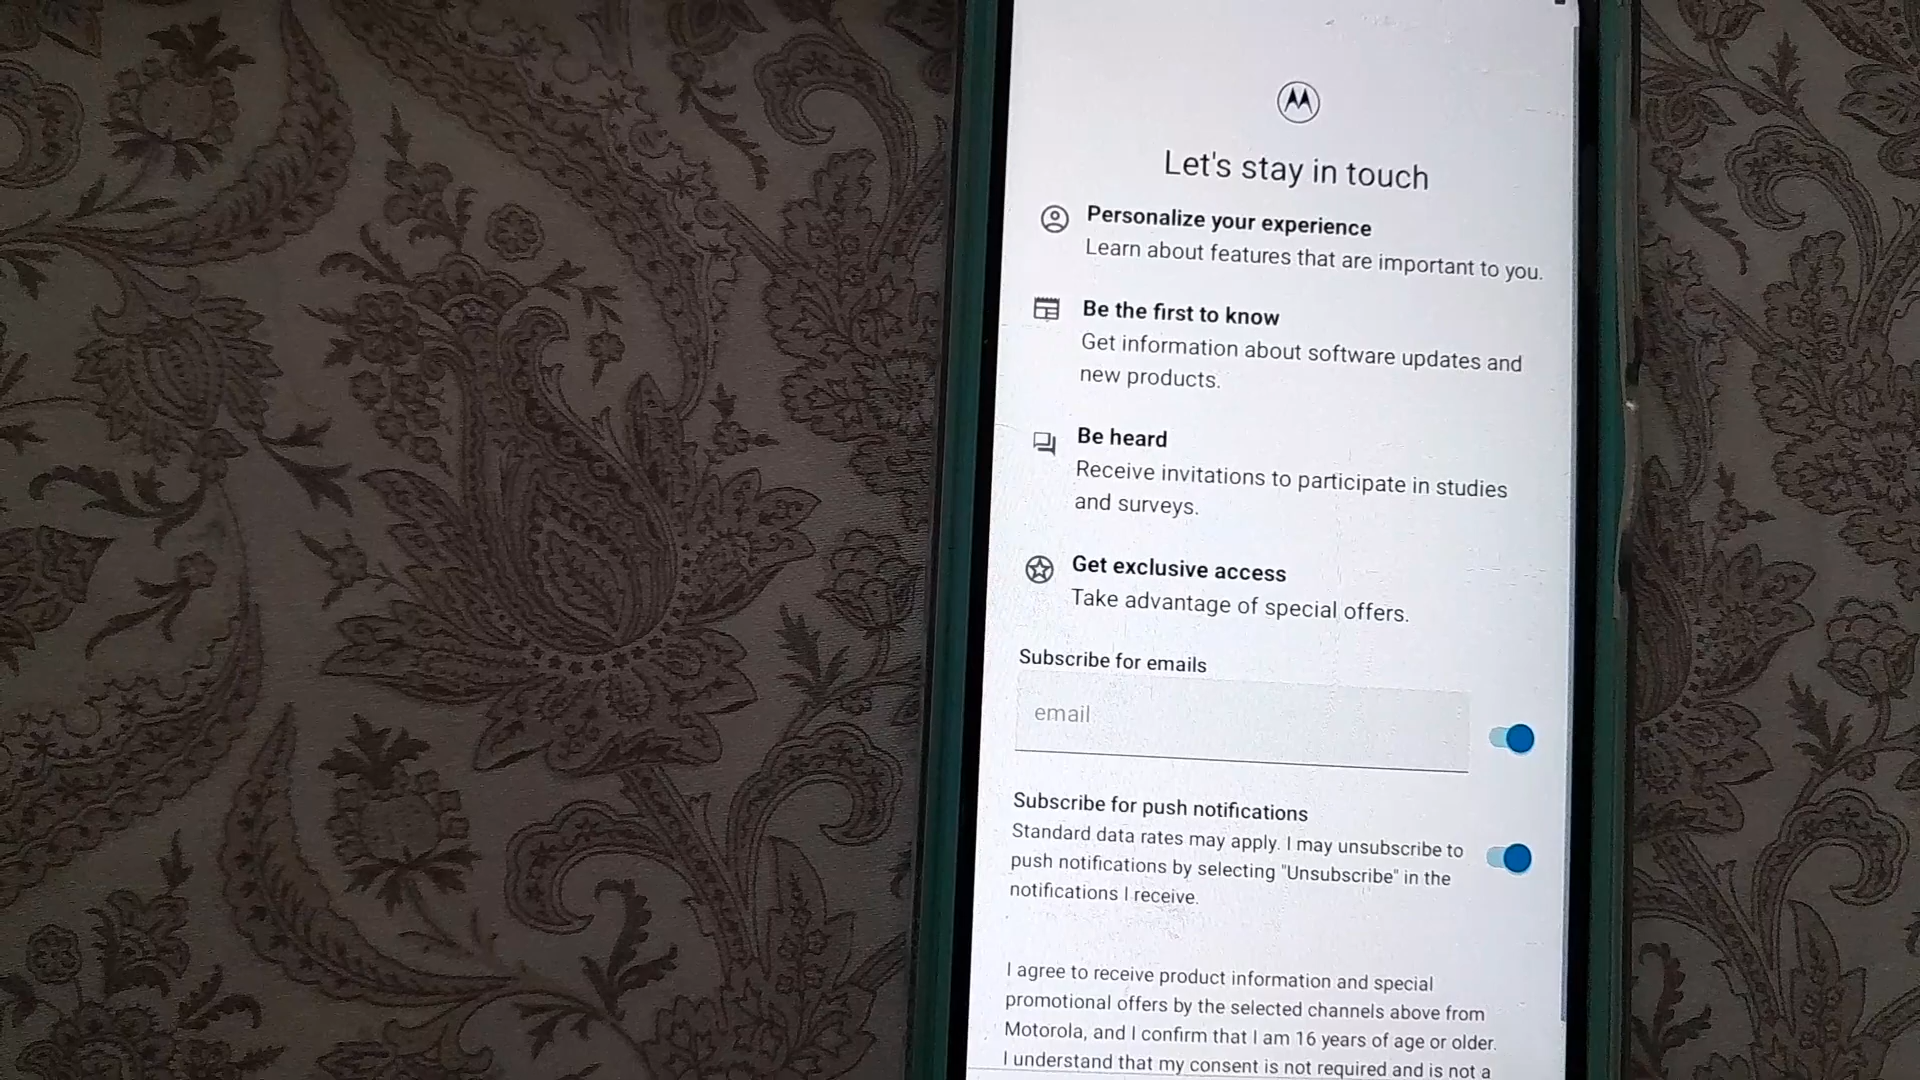 Let's stay in touch
Personalize your experience
Learn about features that are important to you.
Be the first to know
Get information about software updates and
new products.
Be heard
Receive invitations to participate in studies
and surveys.
Get exclusive access
Take advantage of special offers.
Subscribe for emails
email
Subscribe for push notifications
Standard data rates may apply. I may unsubscribe to
push notifications by selecting "Unsubscribe" in the
notifications I receive.
I agree to receive product information and special
promotional offers by the selected channels above from
Motorola, and I confirm that I am 16 years of age or older.
I understand that my consent is not required and is not a